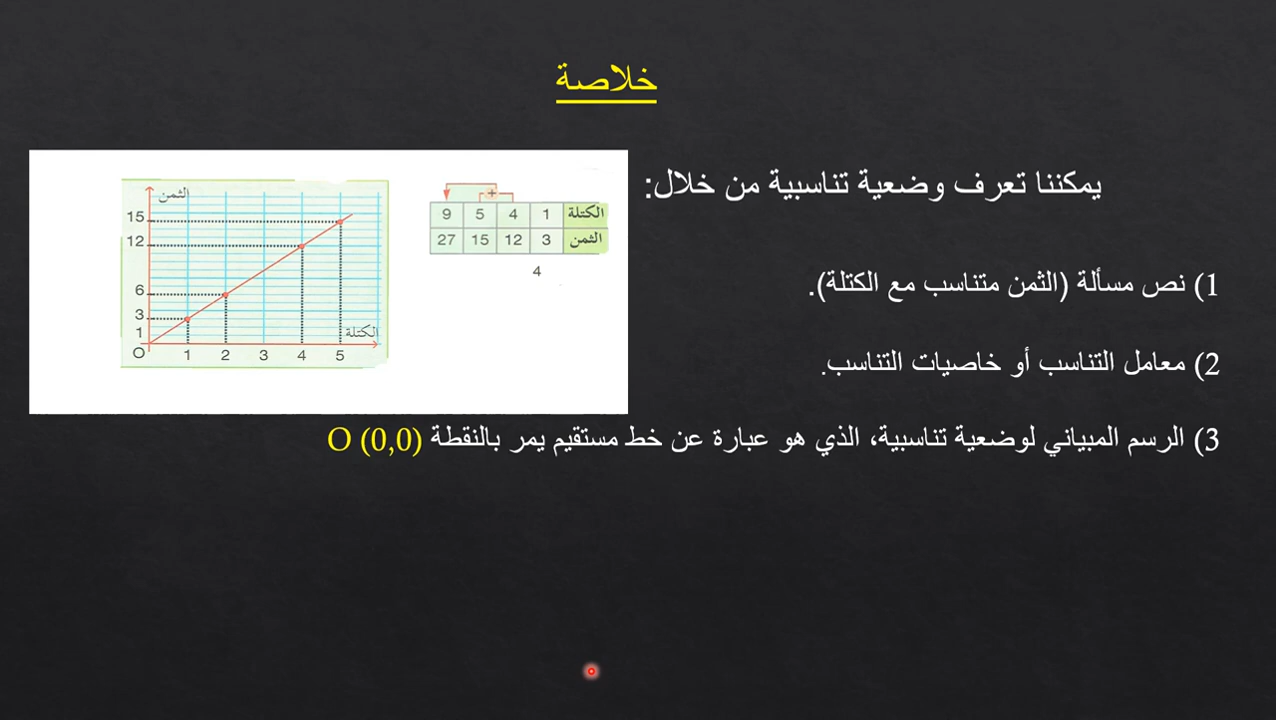 خلاصة
يمكننا تعرف وضعية تناسبية من خلال:
الكتلة 1 4 5 9
+
الثمن 3 12 15 27
4
الثمن
15
12
6
3
1
O 1 2 3 4 5
الكتلة
1) نص مسألة (الثمن متناسب مع الكتلة).
2) معامل التناسب أو خاصيات التناسب.
3) الرسم المبياني لوضعية تناسبية، الذي هو عبارة عن خط مستقيم يمر بالنقطة O (0,0)